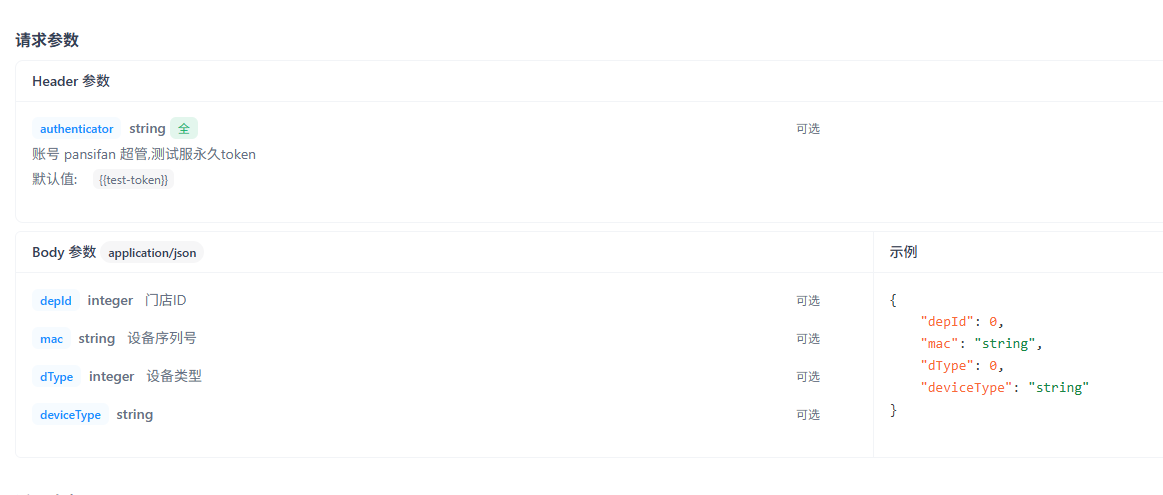 请求参数
Header 参数
authenticator string 全 可选
账号 pansifan 超管,测试服永久token
默认值: {{test-token}}
Body 参数 application/json 示例
depId integer 门店ID 可选
mac string 设备序列号 可选
dType integer 设备类型 可选
deviceType string 可选
{
"depId": 0,
"mac": "string",
"dType": 0,
"deviceType": "string"
}